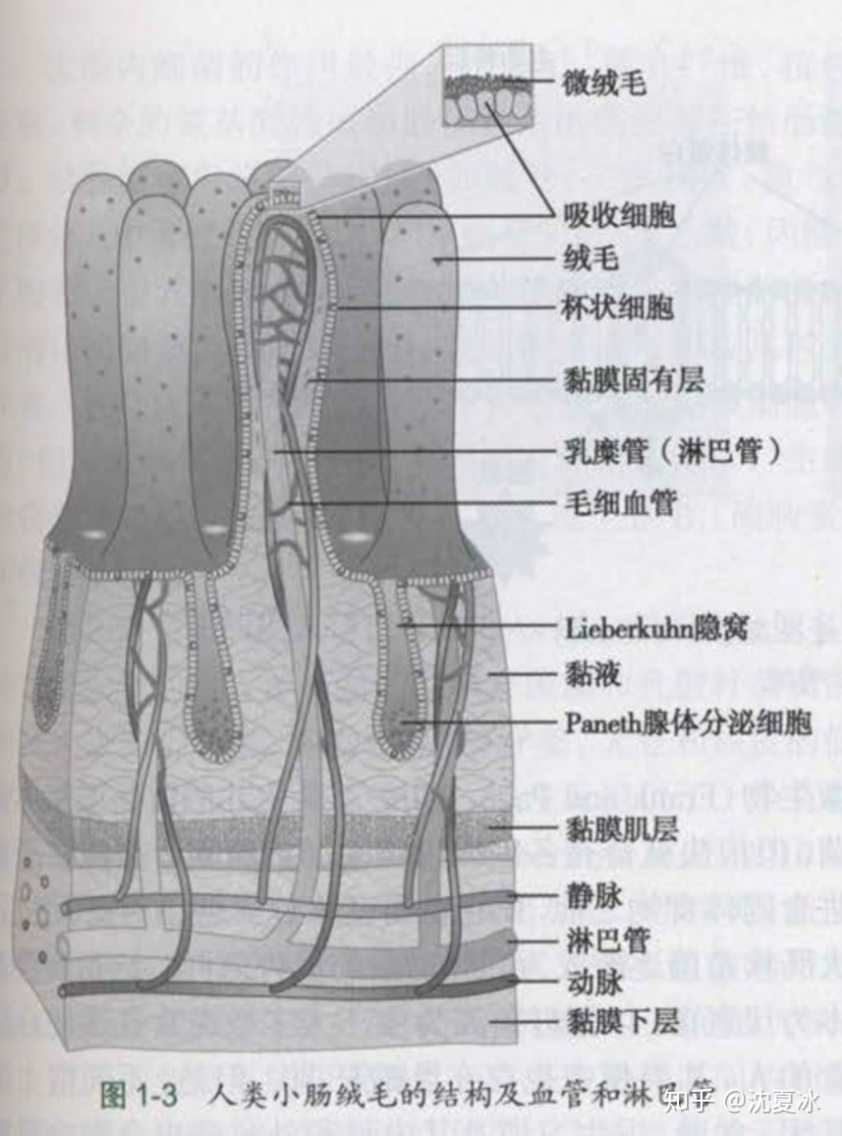 微绒毛
吸收细胞
绒毛
杯状细胞
黏膜固有层
乳糜管（淋巴管）
毛细血管
Lieberkuhn隐窝
黏液
Paneth腺体分泌细胞
黏膜肌层
静脉
淋巴管
动脉
黏膜下层
图 1-3 人类小肠绒毛的结构及血管和淋巴管
知乎 @沈夏冰